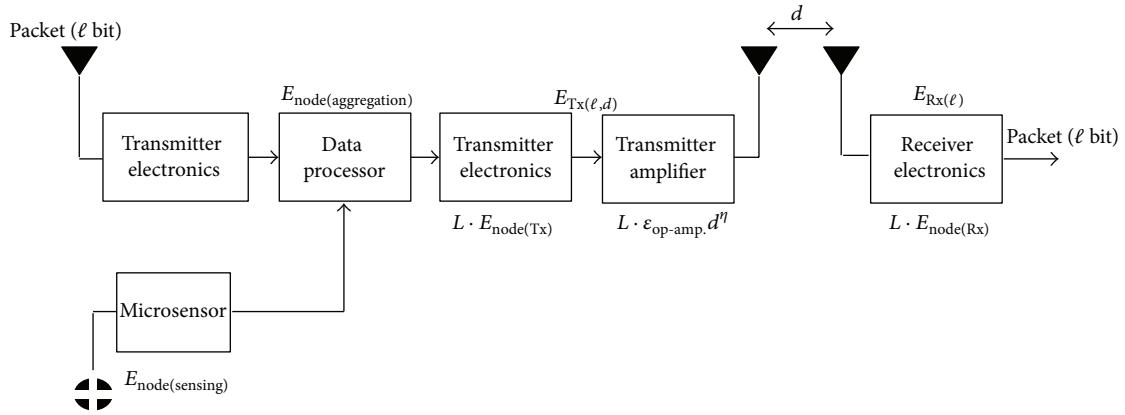 Packet (ℓ bit)
d
E_node(aggregation)
E_Tx(ℓ,d)
E_Rx(ℓ)
Transmitter
electronics
Data
processor
Transmitter
electronics
Transmitter
amplifier
Receiver
electronics
Packet (ℓ bit)
L · E_node(Tx)
L · ε_op-amp. d^η
L · E_node(Rx)
Microsensor
E_node(sensing)